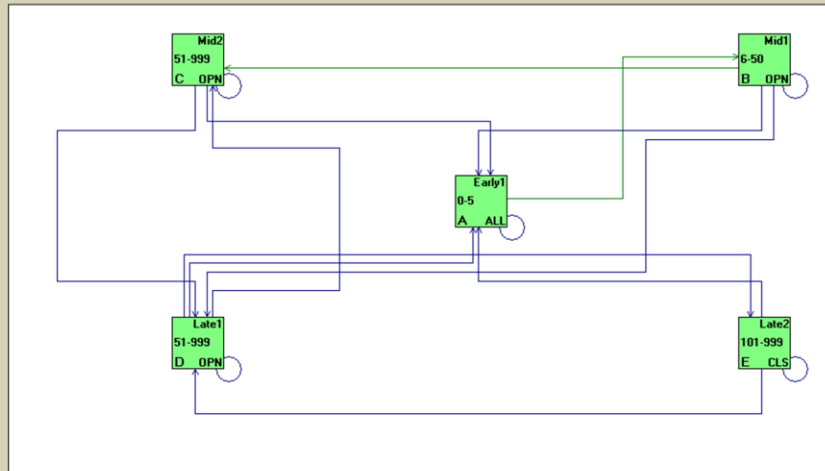 Mid2
51-999
C OPN
Mid1
6-50
B OPN
Early1
0-5
A ALL
Late1
51-999
D OPN
Late2
101-999
E CLS